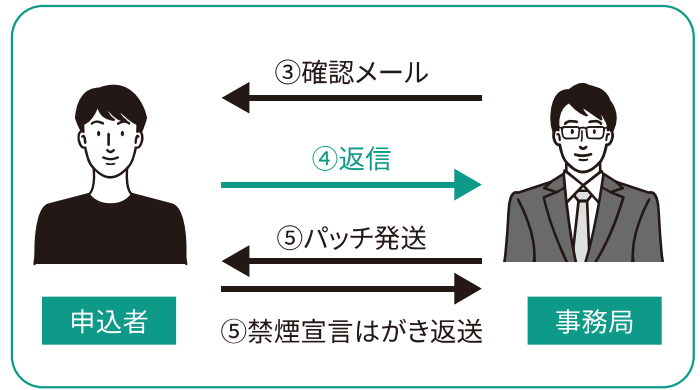 ③確認メール
④返信
⑤パッチ発送
⑤禁煙宣言はがき返送
申込者
事務局